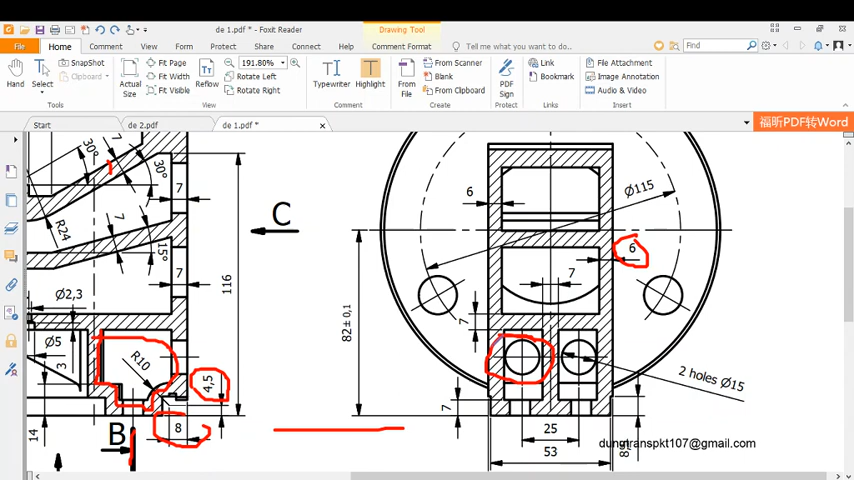 de 1.pdf * - Foxit Reader
Drawing Tool
File
Home
Comment
View
Form
Protect
Share
Connect
Help
Extras
Comment Format
Tell me what you want to do...
Find
SnapShot
Clipboard
Hand
Select
Actual
Size
Fit Page
Fit Width
Fit Visible
Reflow
191.80%
Rotate Left
Rotate Right
Typewriter
Highlight
From
File
From Scanner
Blank
From Clipboard
PDF
Sign
Link
Bookmark
File Attachment
Image Annotation
Audio & Video
Tools
View
Comment
Create
Protect
Links
Insert
Start
de 2.pdf
de 1.pdf *
福昕PDF转Word
30°
7
30°
7
R24
7
15°
7
C
116
Ø2,3
Ø5
3
R10
4,5
14
B
8
6
Ø115
6
7
82± 0,1
7
2 holes Ø15
7
25
53
8
dungtranspkt107@gmail.com